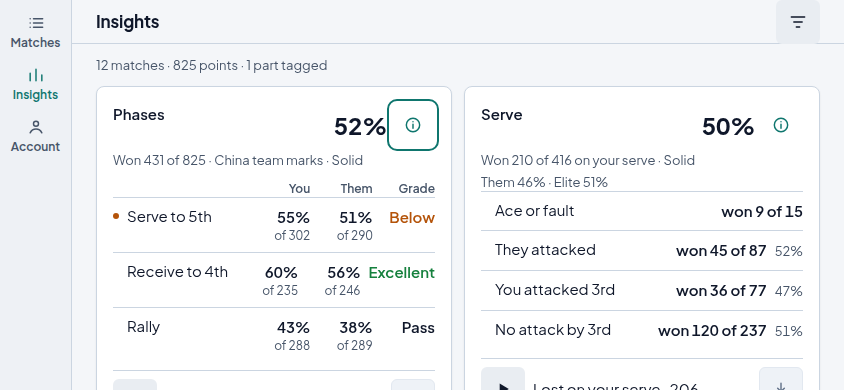 Matches
Insights
Account
Insights
12 matches · 825 points · 1 part tagged
Phases
52%
Won 431 of 825 · China team marks · Solid
You Them Grade
Serve to 5th 55% 51% Below
of 302 of 290
Receive to 4th 60% 56% Excellent
of 235 of 246
Rally 43% 38% Pass
of 288 of 289
Serve
50%
Won 210 of 416 on your serve · Solid
Them 46% · Elite 51%
Ace or fault won 9 of 15
They attacked won 45 of 87 52%
You attacked 3rd won 36 of 77 47%
No attack by 3rd won 120 of 237 51%
Lost on your serve · 206